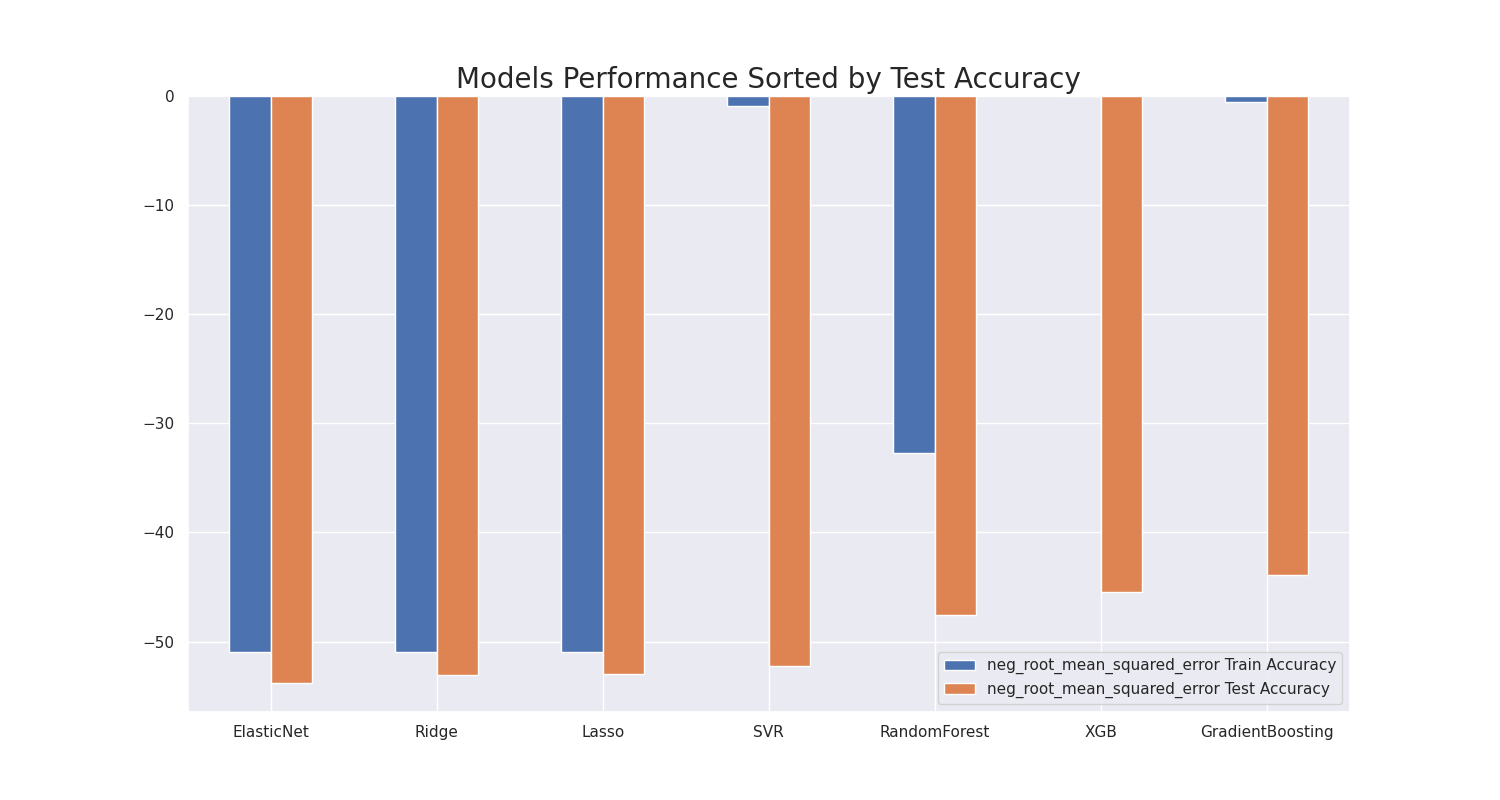 Models Performance Sorted by Test Accuracy
0
−10
−20
−30
−40
−50
neg_root_mean_squared_error Train Accuracy
neg_root_mean_squared_error Test Accuracy
ElasticNet
Ridge
Lasso
SVR
RandomForest
XGB
GradientBoosting